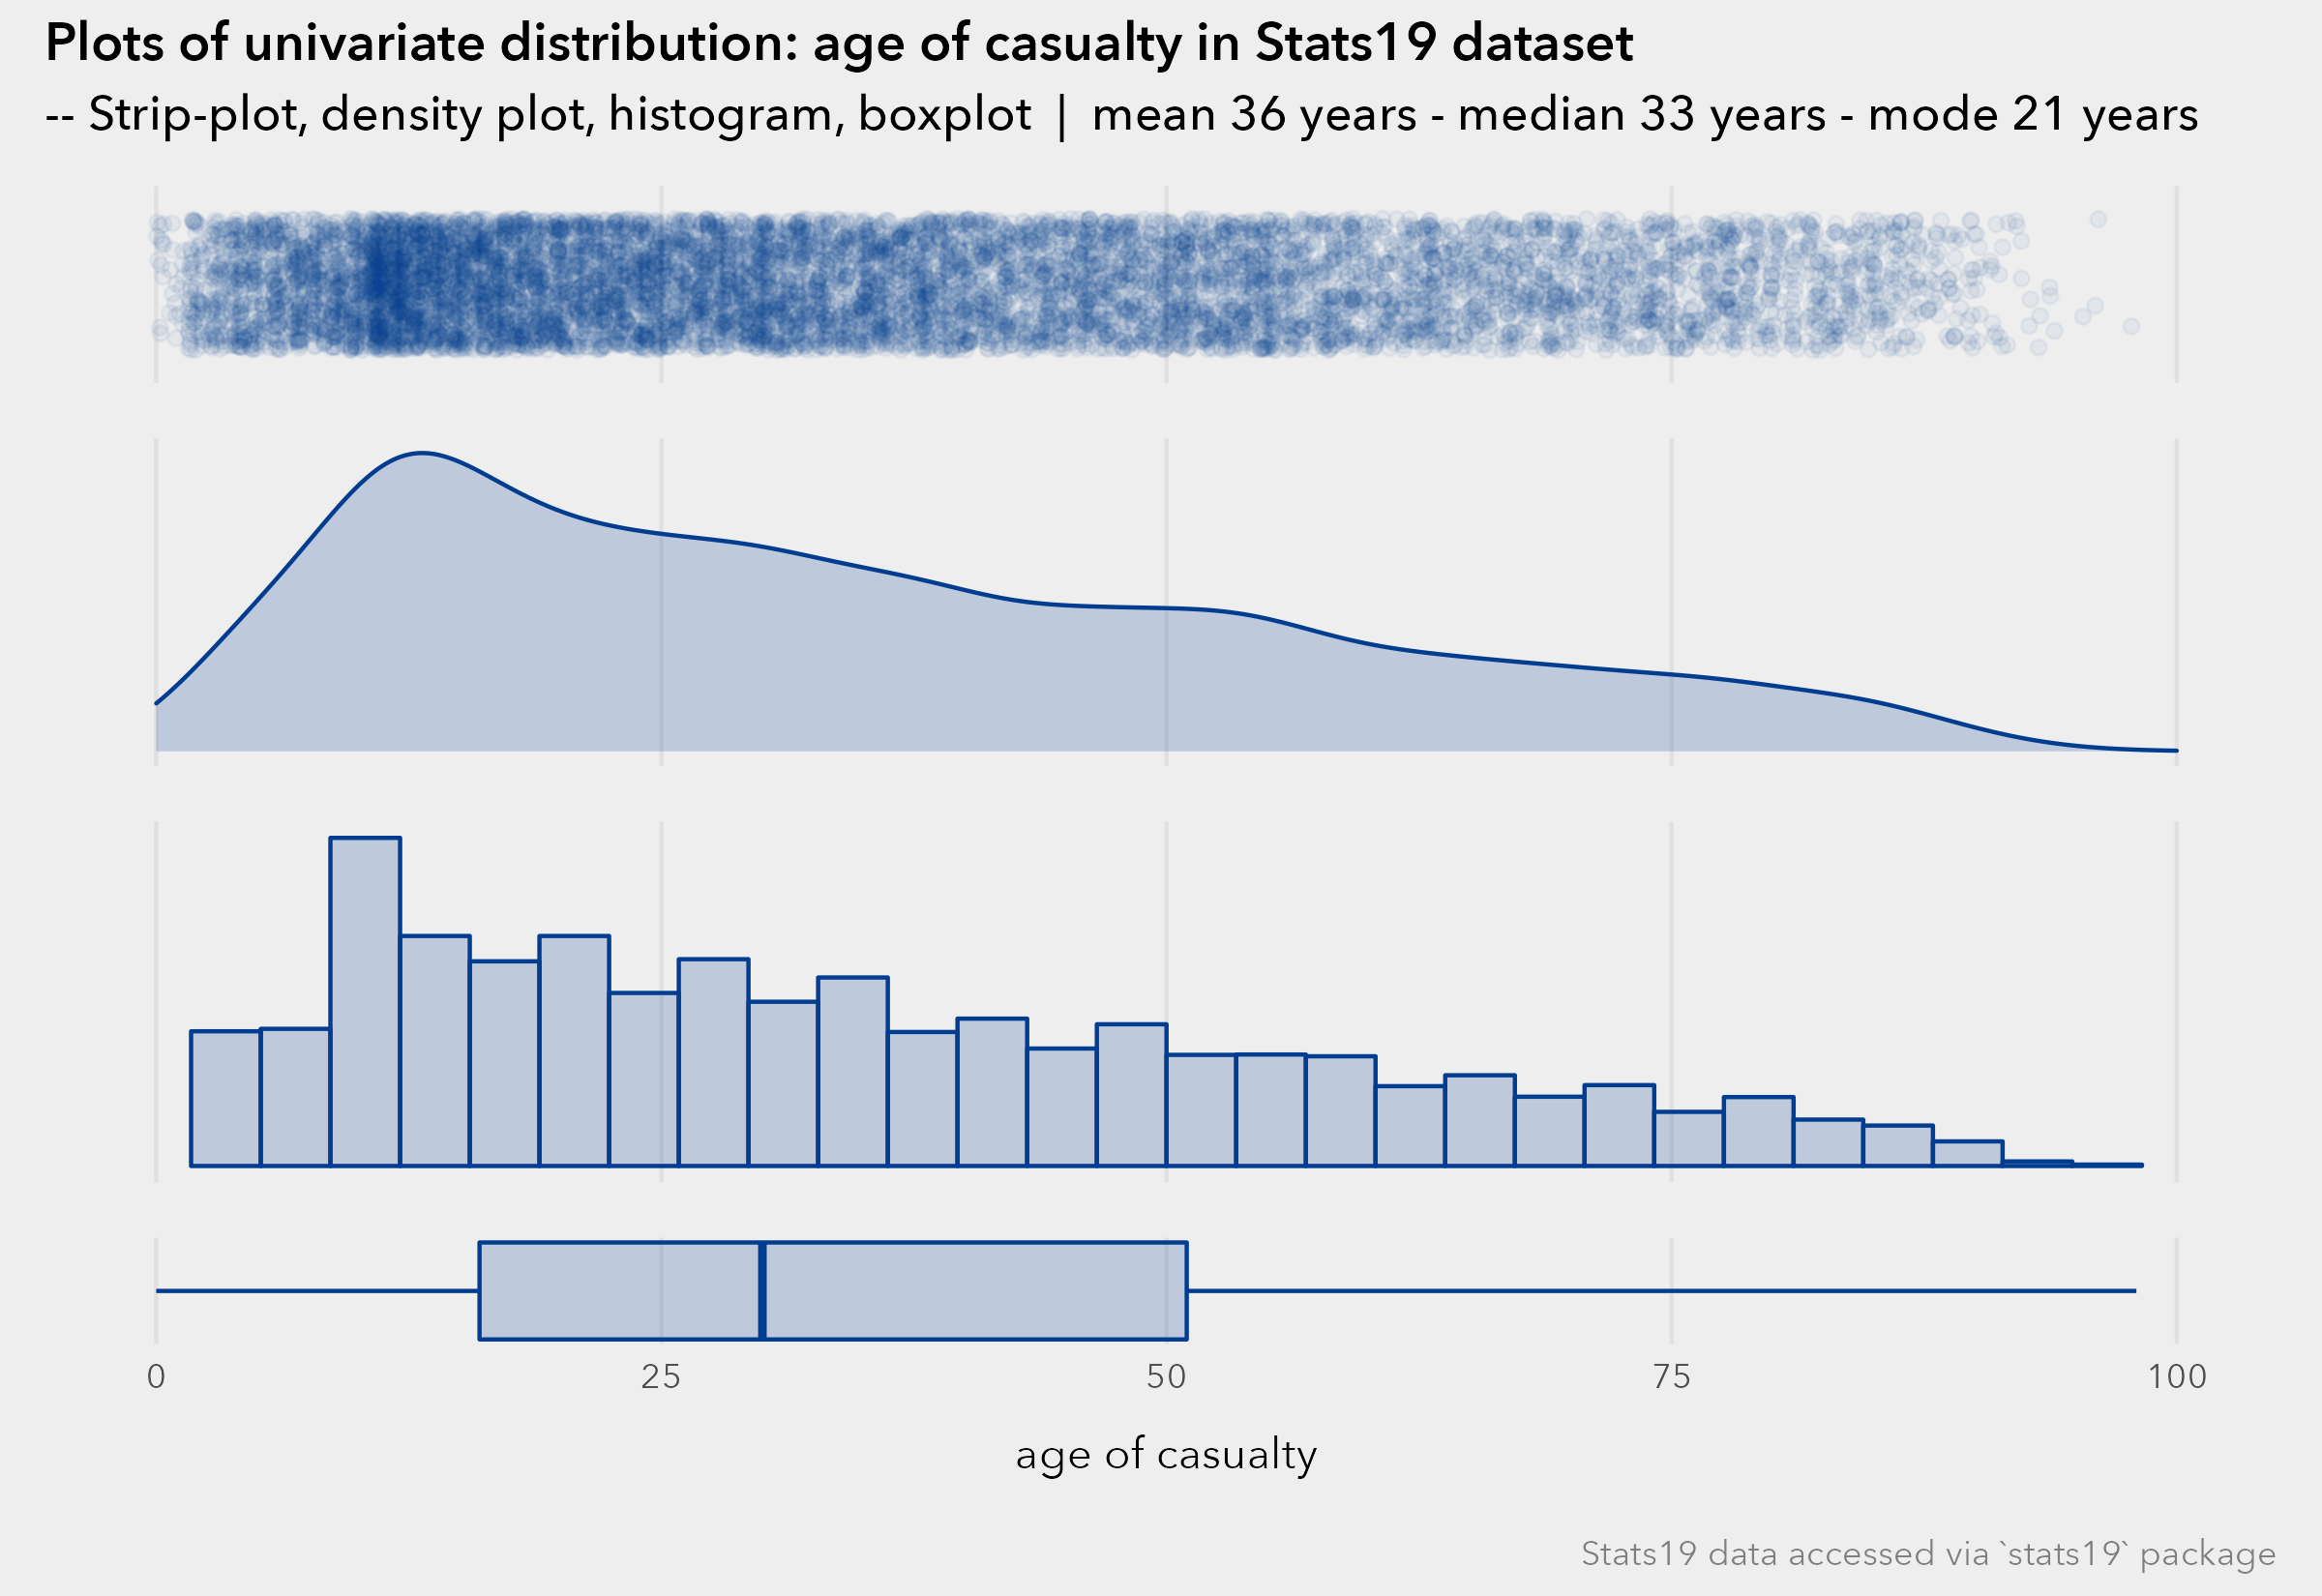 Plots of univariate distribution: age of casualty in Stats19 dataset
-- Strip-plot, density plot, histogram, boxplot | mean 36 years - median 33 years - mode 21 years
0 25 50 75 100
age of casualty
Stats19 data accessed via `stats19` package